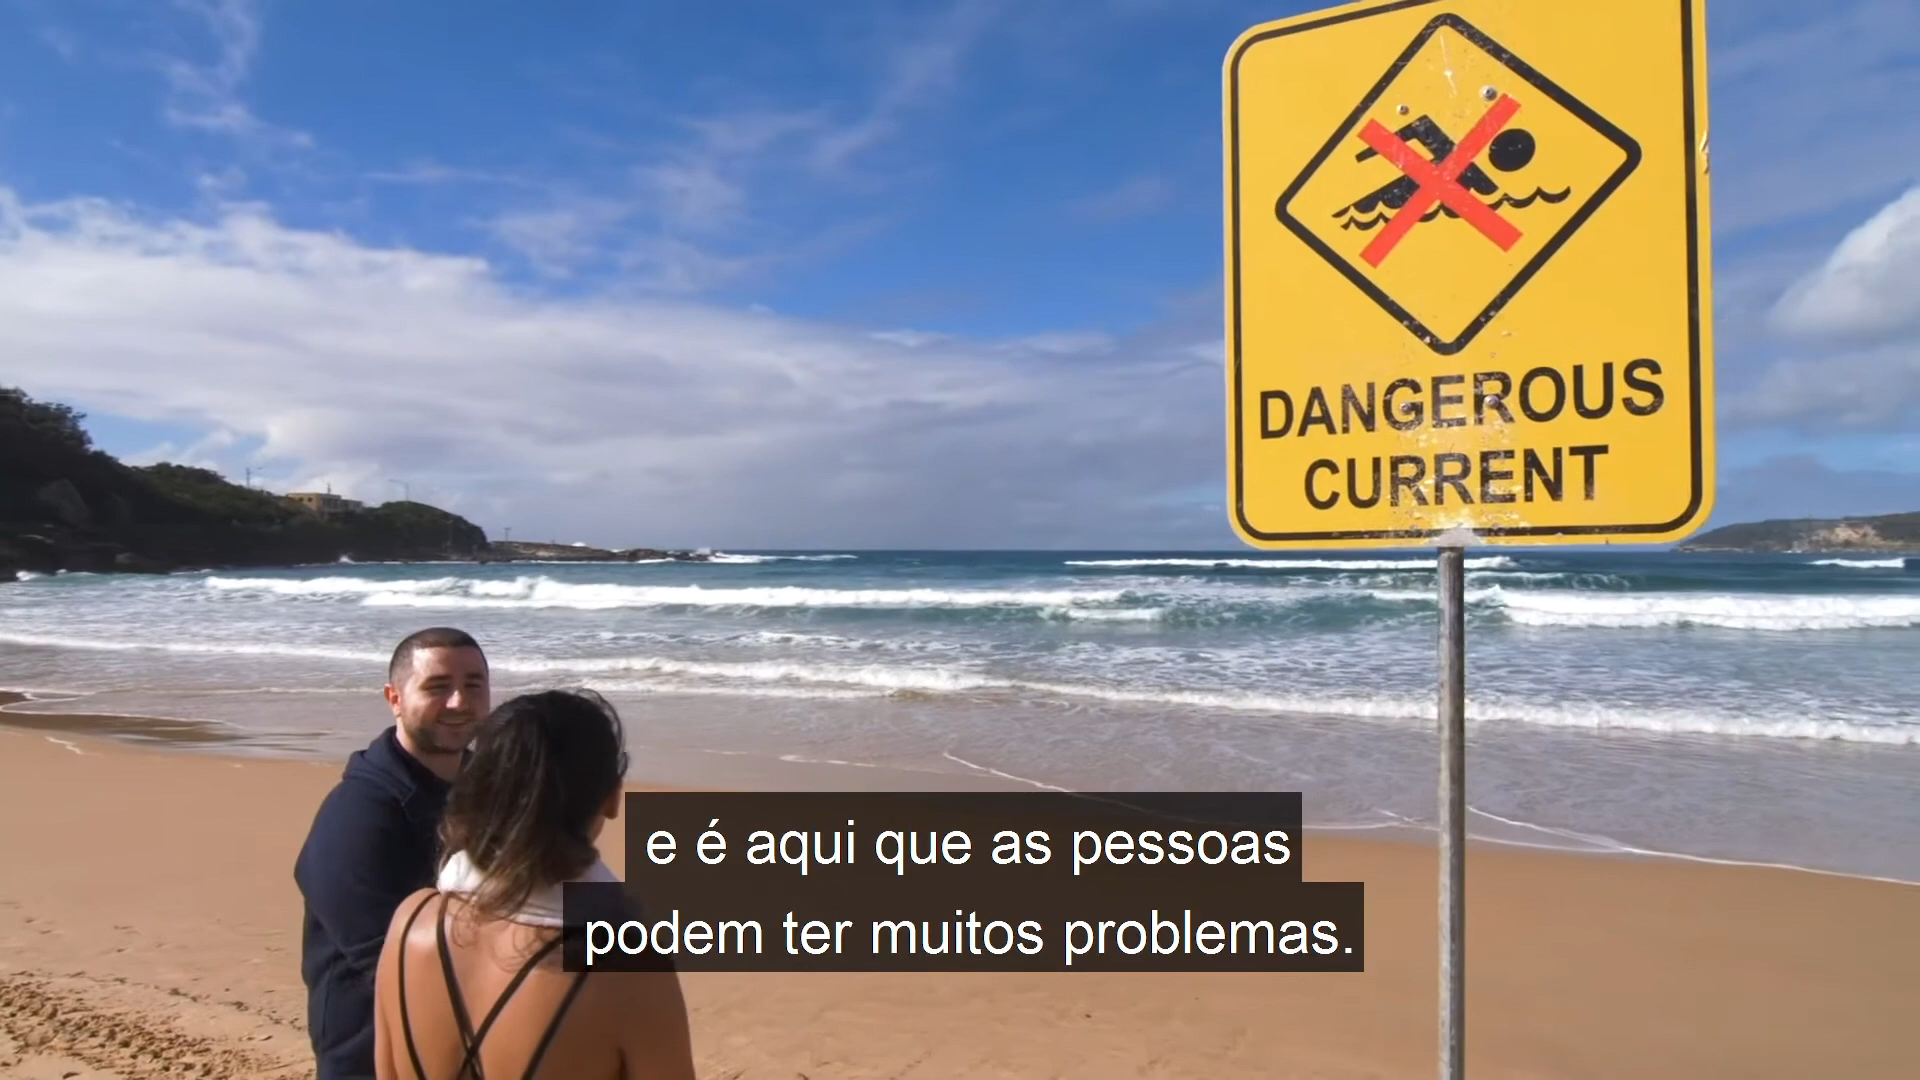 DANGEROUS
CURRENT
e é aqui que as pessoas
podem ter muitos problemas.